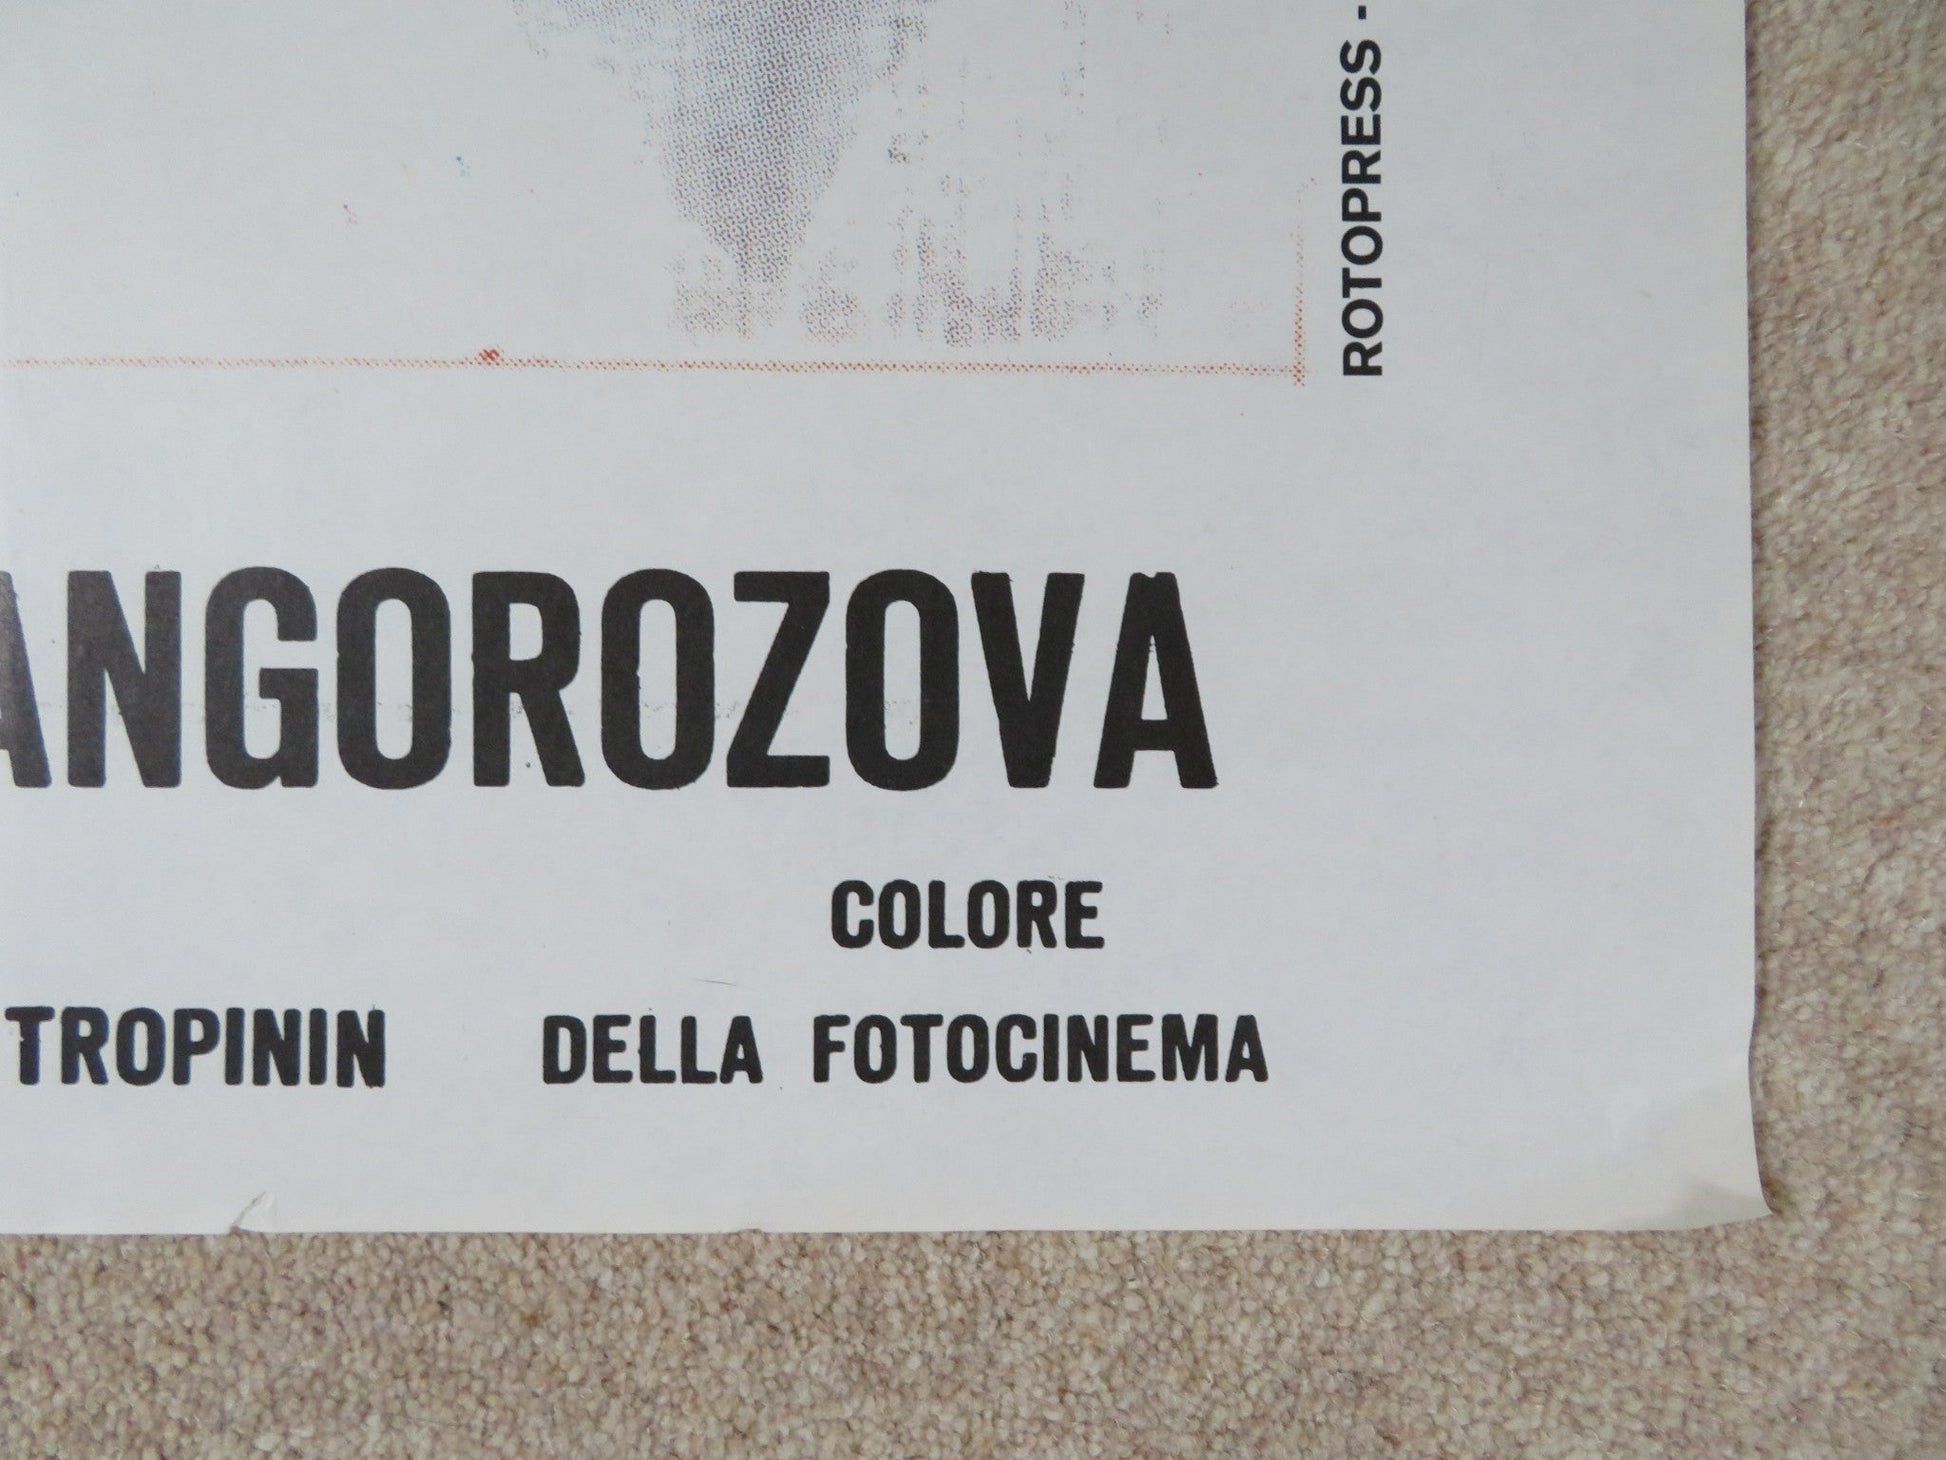 ROTOPRESS -
ANGOROZOVA
COLORE
TROPININ DELLA FOTOCINEMA